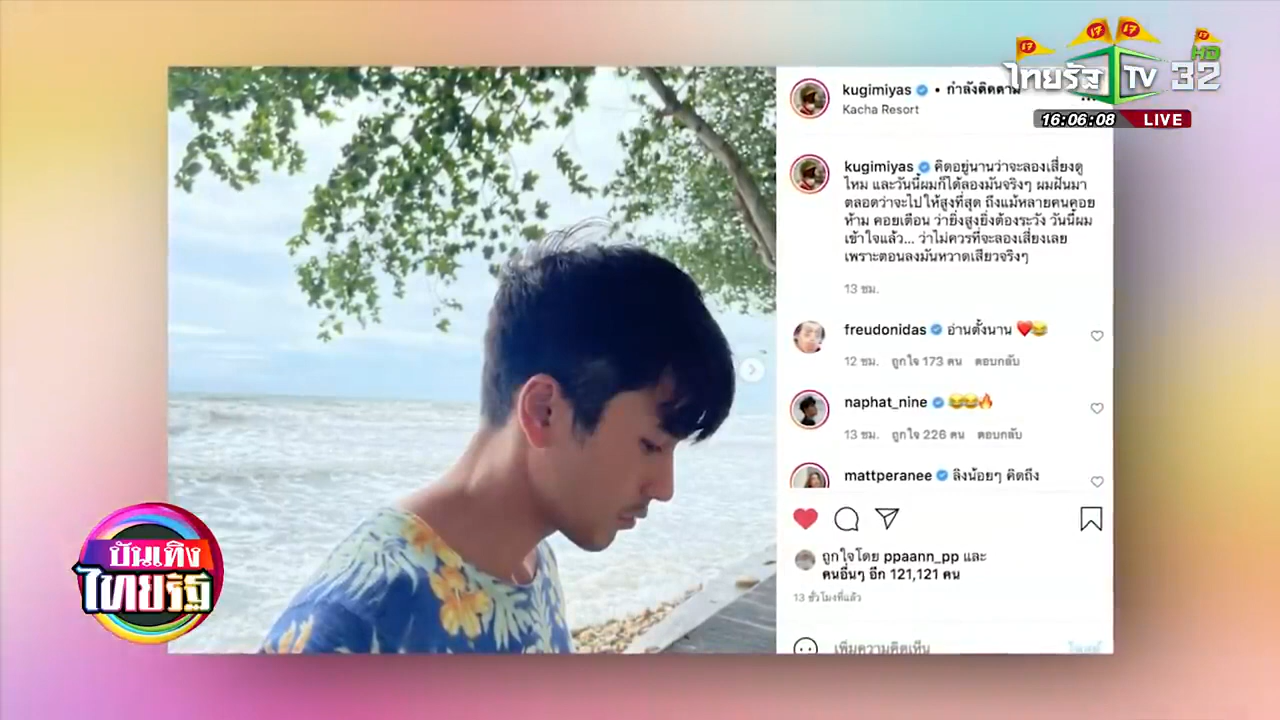 17
17
17
17
ไทยรัฐ TV 32 HD
16:06:08 LIVE
kugimiyas • กำลังติดตาม
Kacha Resort
kugimiyas คิดอยู่นานว่าจะลองเสี่ยงดู
ไหม และวันนี้ผมก็ได้ลองมันจริงๆ ผมฝันมา
ตลอดว่าจะไปให้สูงที่สุด ถึงแม้หลายคนคอย
ห้าม คอยเตือน ว่ายิ่งสูงยิ่งต้องระวัง วันนี้ผม
เข้าใจแล้ว... ว่าไม่ควรที่จะลองเสี่ยงเลย
เพราะตอนลงมันหวาดเสียวจริงๆ
13 ชม.
freudonidas อ่านตั้งนาน ❤️😂
12 ชม. ถูกใจ 173 คน ตอบกลับ
naphat_nine 😂😂🔥
13 ชม. ถูกใจ 226 คน ตอบกลับ
mattperanee ลิงน้อยๆ คิดถึง
ถูกใจโดย ppaann_pp และ
คนอื่นๆ อีก 121,121 คน
13 ชั่วโมงที่แล้ว
เพิ่มความคิดเห็น
โพสต์
บันเทิง
ไทยรัฐ